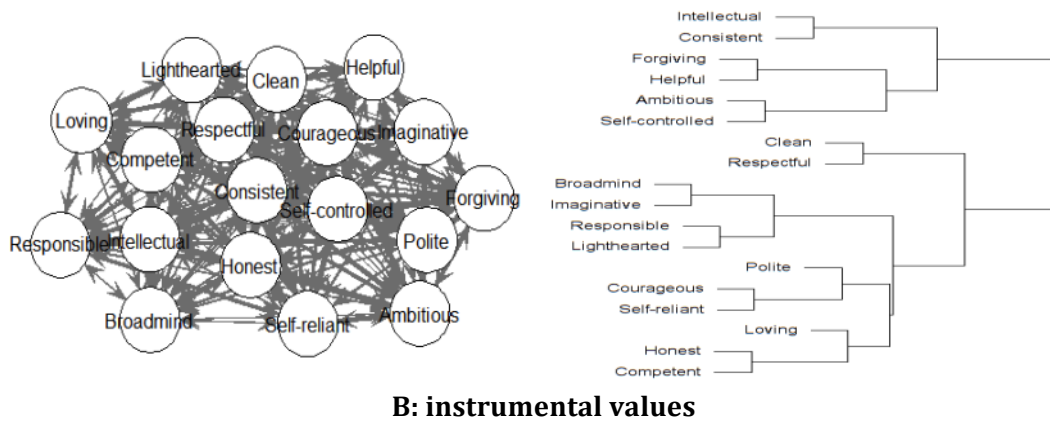 Lighthearted
Clean
Helpful
Loving
Respectful
Courageous
Imaginative
Competent
Consistent
Self-controlled
Forgiving
Responsible
Intellectual
Honest
Polite
Broadmind
Self-reliant
Ambitious
Intellectual
Consistent
Forgiving
Helpful
Ambitious
Self-controlled
Clean
Respectful
Broadmind
Imaginative
Responsible
Lighthearted
Polite
Courageous
Self-reliant
Loving
Honest
Competent
B: instrumental values